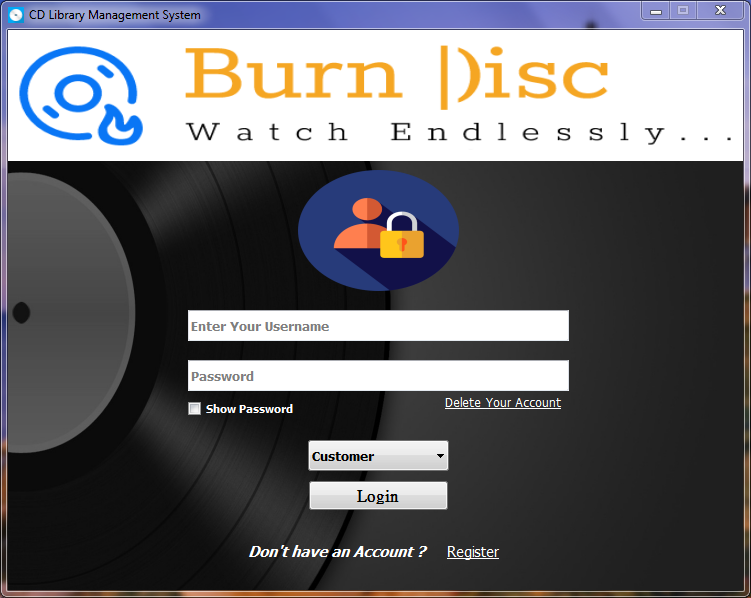 CD Library Management System
Burn |)isc
Watch Endlessly...
Enter Your Username
Password
Show Password
Delete Your Account
Customer
Login
Don't have an Account ? Register